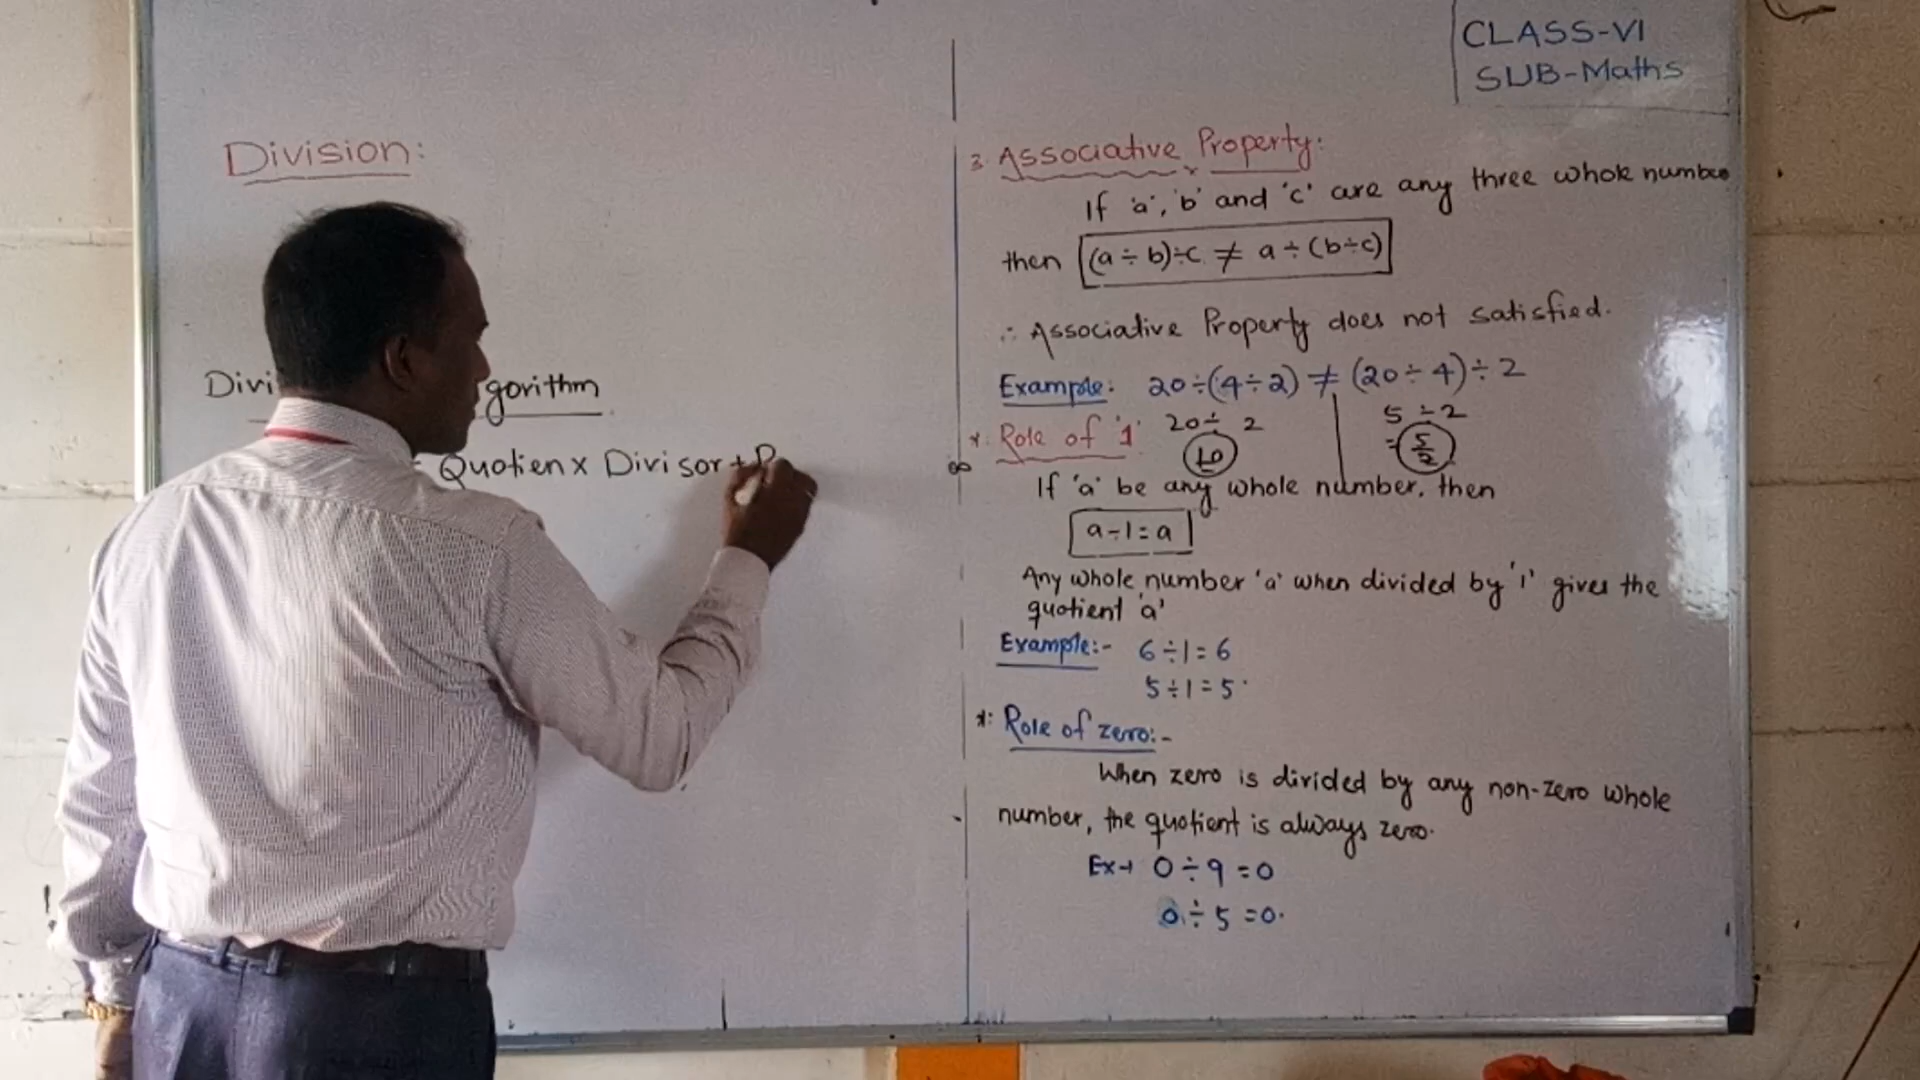 CLASS-VI
SUB-Maths
Division:
Divi gorithm
= Quotien x Divisor +
3. Associative Property:
If 'a', 'b' and 'c' are any three whole number
then (a ÷ b)÷c ≠ a ÷ (b÷c)
∴ Associative Property does not satisfied.
Example: 20÷(4÷2) ≠ (20÷4)÷2
20÷ 2
5 ÷2
10
= 5/2
*: Role of '1'
If 'a' be any whole number, then
a÷1=a
Any whole number 'a' when divided by '1' gives the
quotient 'a'
Example:- 6÷1=6
5÷1=5.
*: Role of zero:-
When zero is divided by any non-zero whole
number, the quotient is always zero.
Ex→ 0÷9=0
0÷5=0.